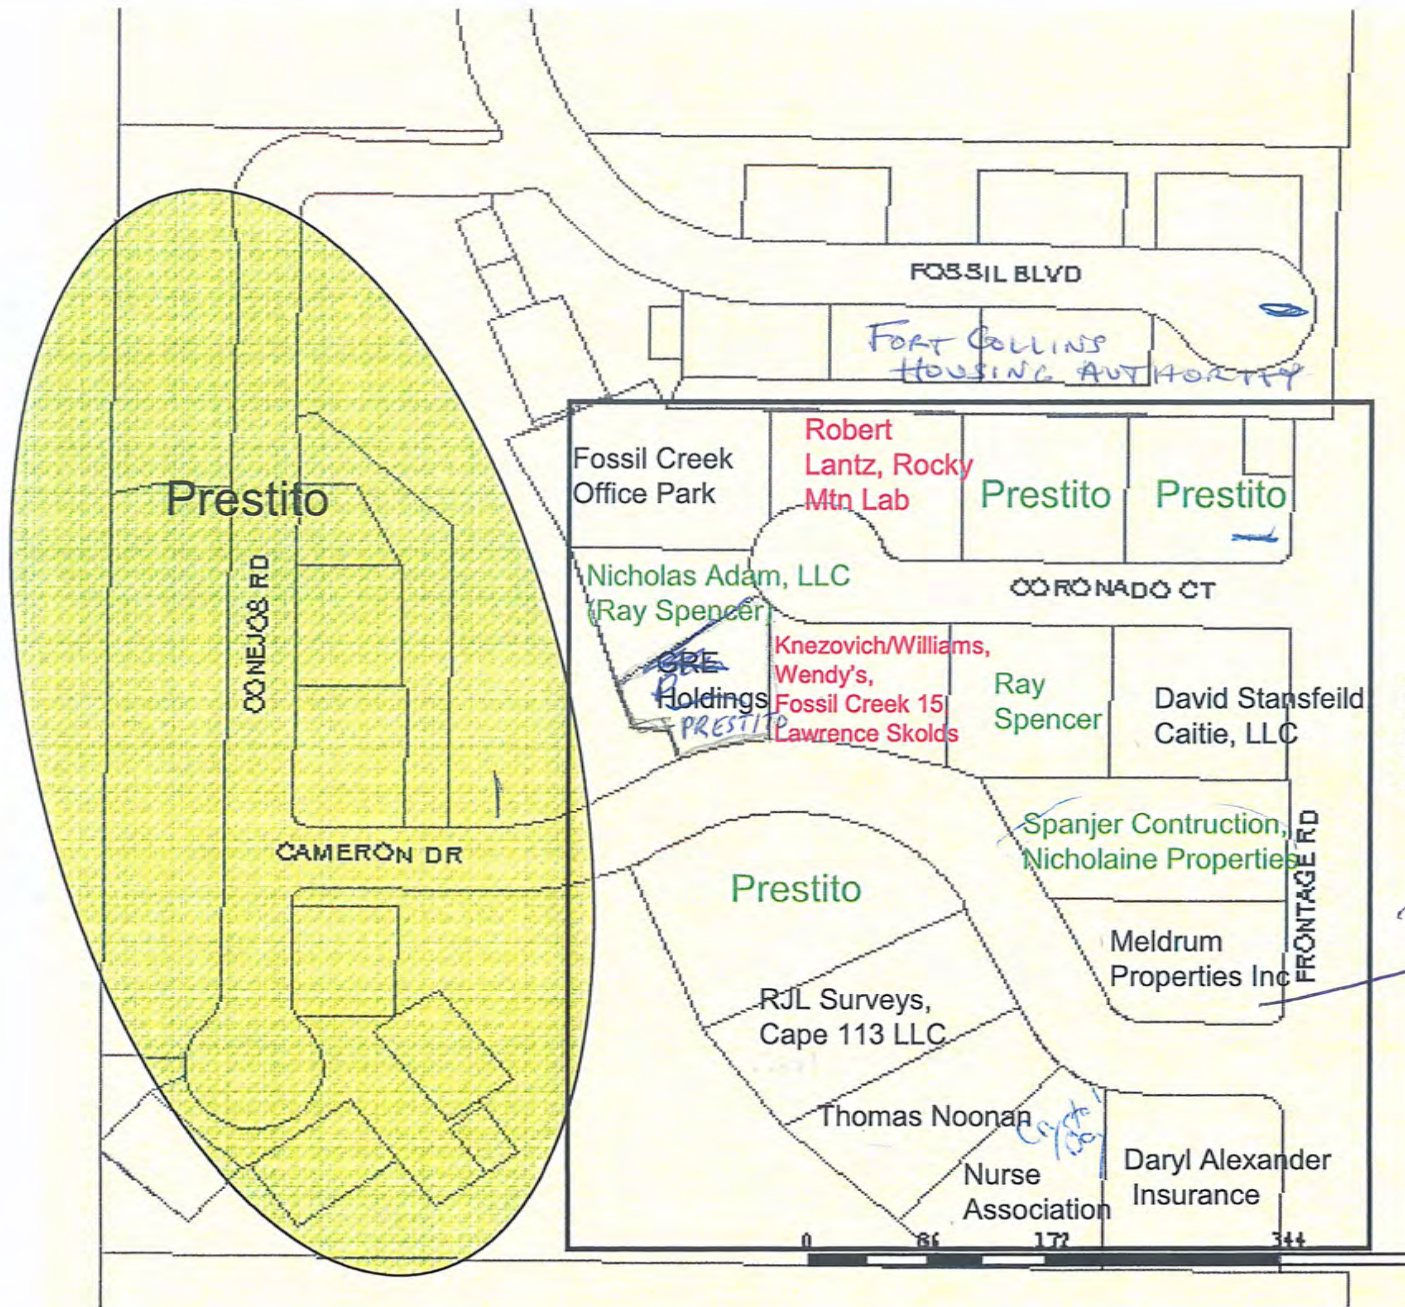 FOSSIL BLVD
FORT COLLINS
HOUSING AUTHORITY
Fossil Creek
Office Park
Robert
Lantz, Rocky
Mtn Lab
Prestito
Prestito
Prestito
CONEJOS RD
Nicholas Adam, LLC
(Ray Spencer)
CORONADO CT
GRE
Holdings
PRESTITO
Knezovich/Williams,
Wendy's,
Fossil Creek 15
Lawrence Skolds
Ray
Spencer
David Stansfeild
Caitie, LLC
Spanjer Contruction,
Nicholaine Properties
FRONTAGE RD
CAMERON DR
Prestito
Meldrum
Properties Inc
RJL Surveys,
Cape 113 LLC
Thomas Noonan
Nurse
Association
Daryl Alexander
Insurance
0 86 172 344